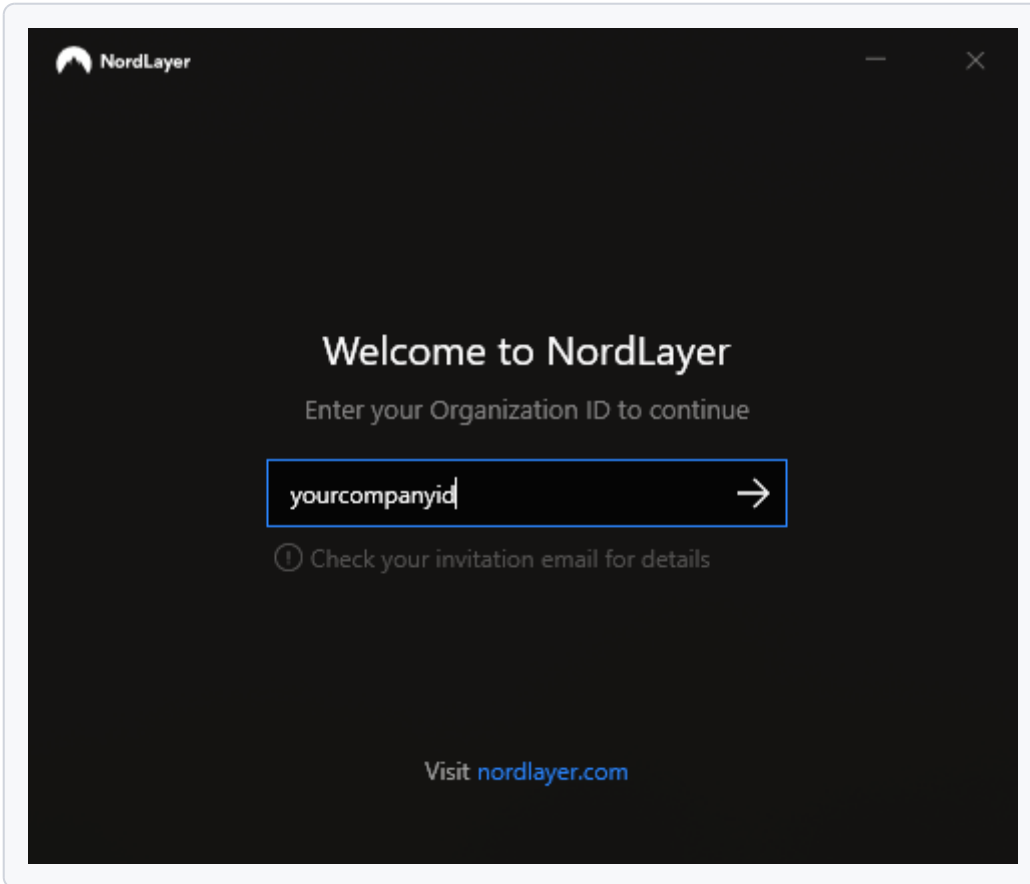 NordLayer
Welcome to NordLayer
Enter your Organization ID to continue
yourcompanyid
Check your invitation email for details
Visit nordlayer.com